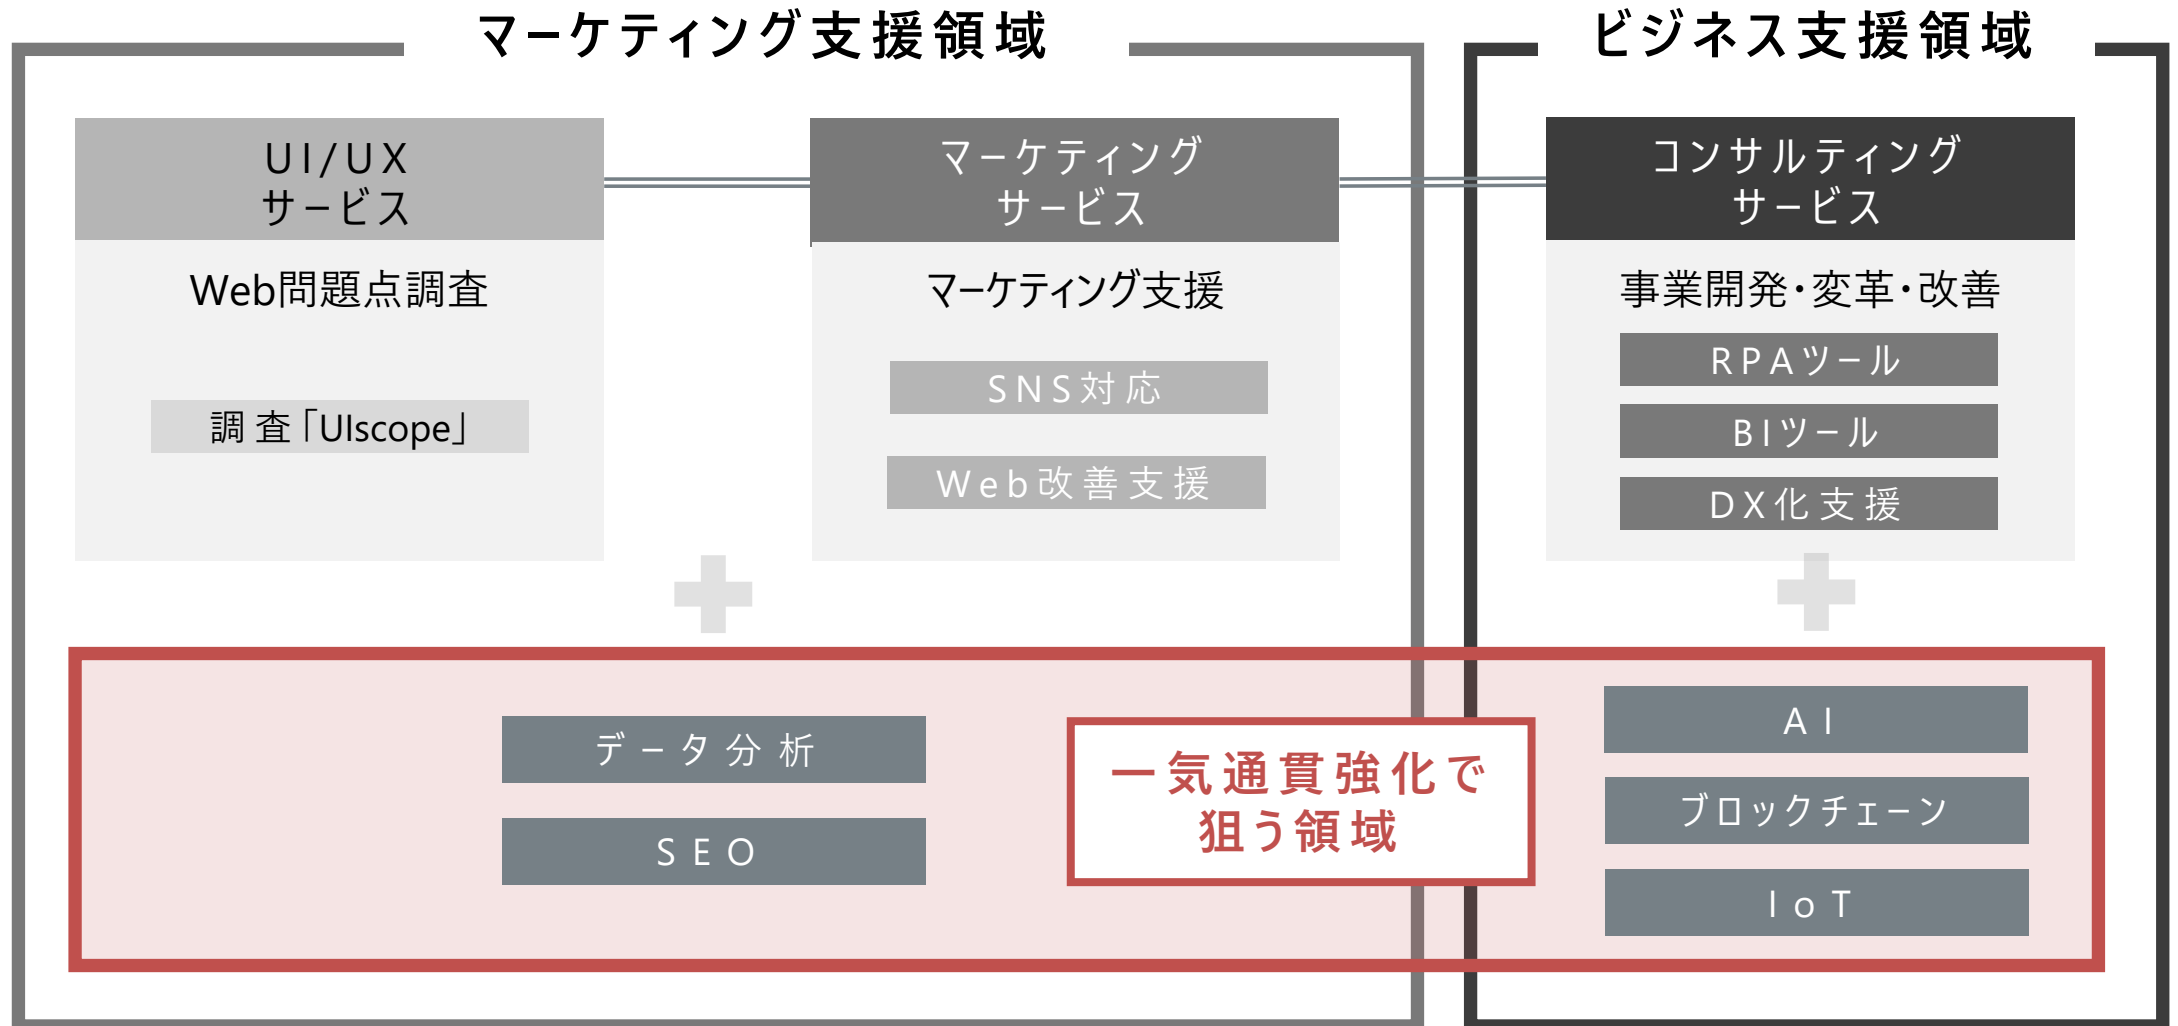 マーケティング支援領域
ビジネス支援領域
UI/UX
サービス
Web問題点調査
調査「UIscope」
マーケティング
サービス
マーケティング支援
SNS対応
Web改善支援
コンサルティング
サービス
事業開発・変革・改善
RPAツール
BIツール
DX化支援
データ分析
SEO
一気通貫強化で
狙う領域
AI
ブロックチェーン
IoT